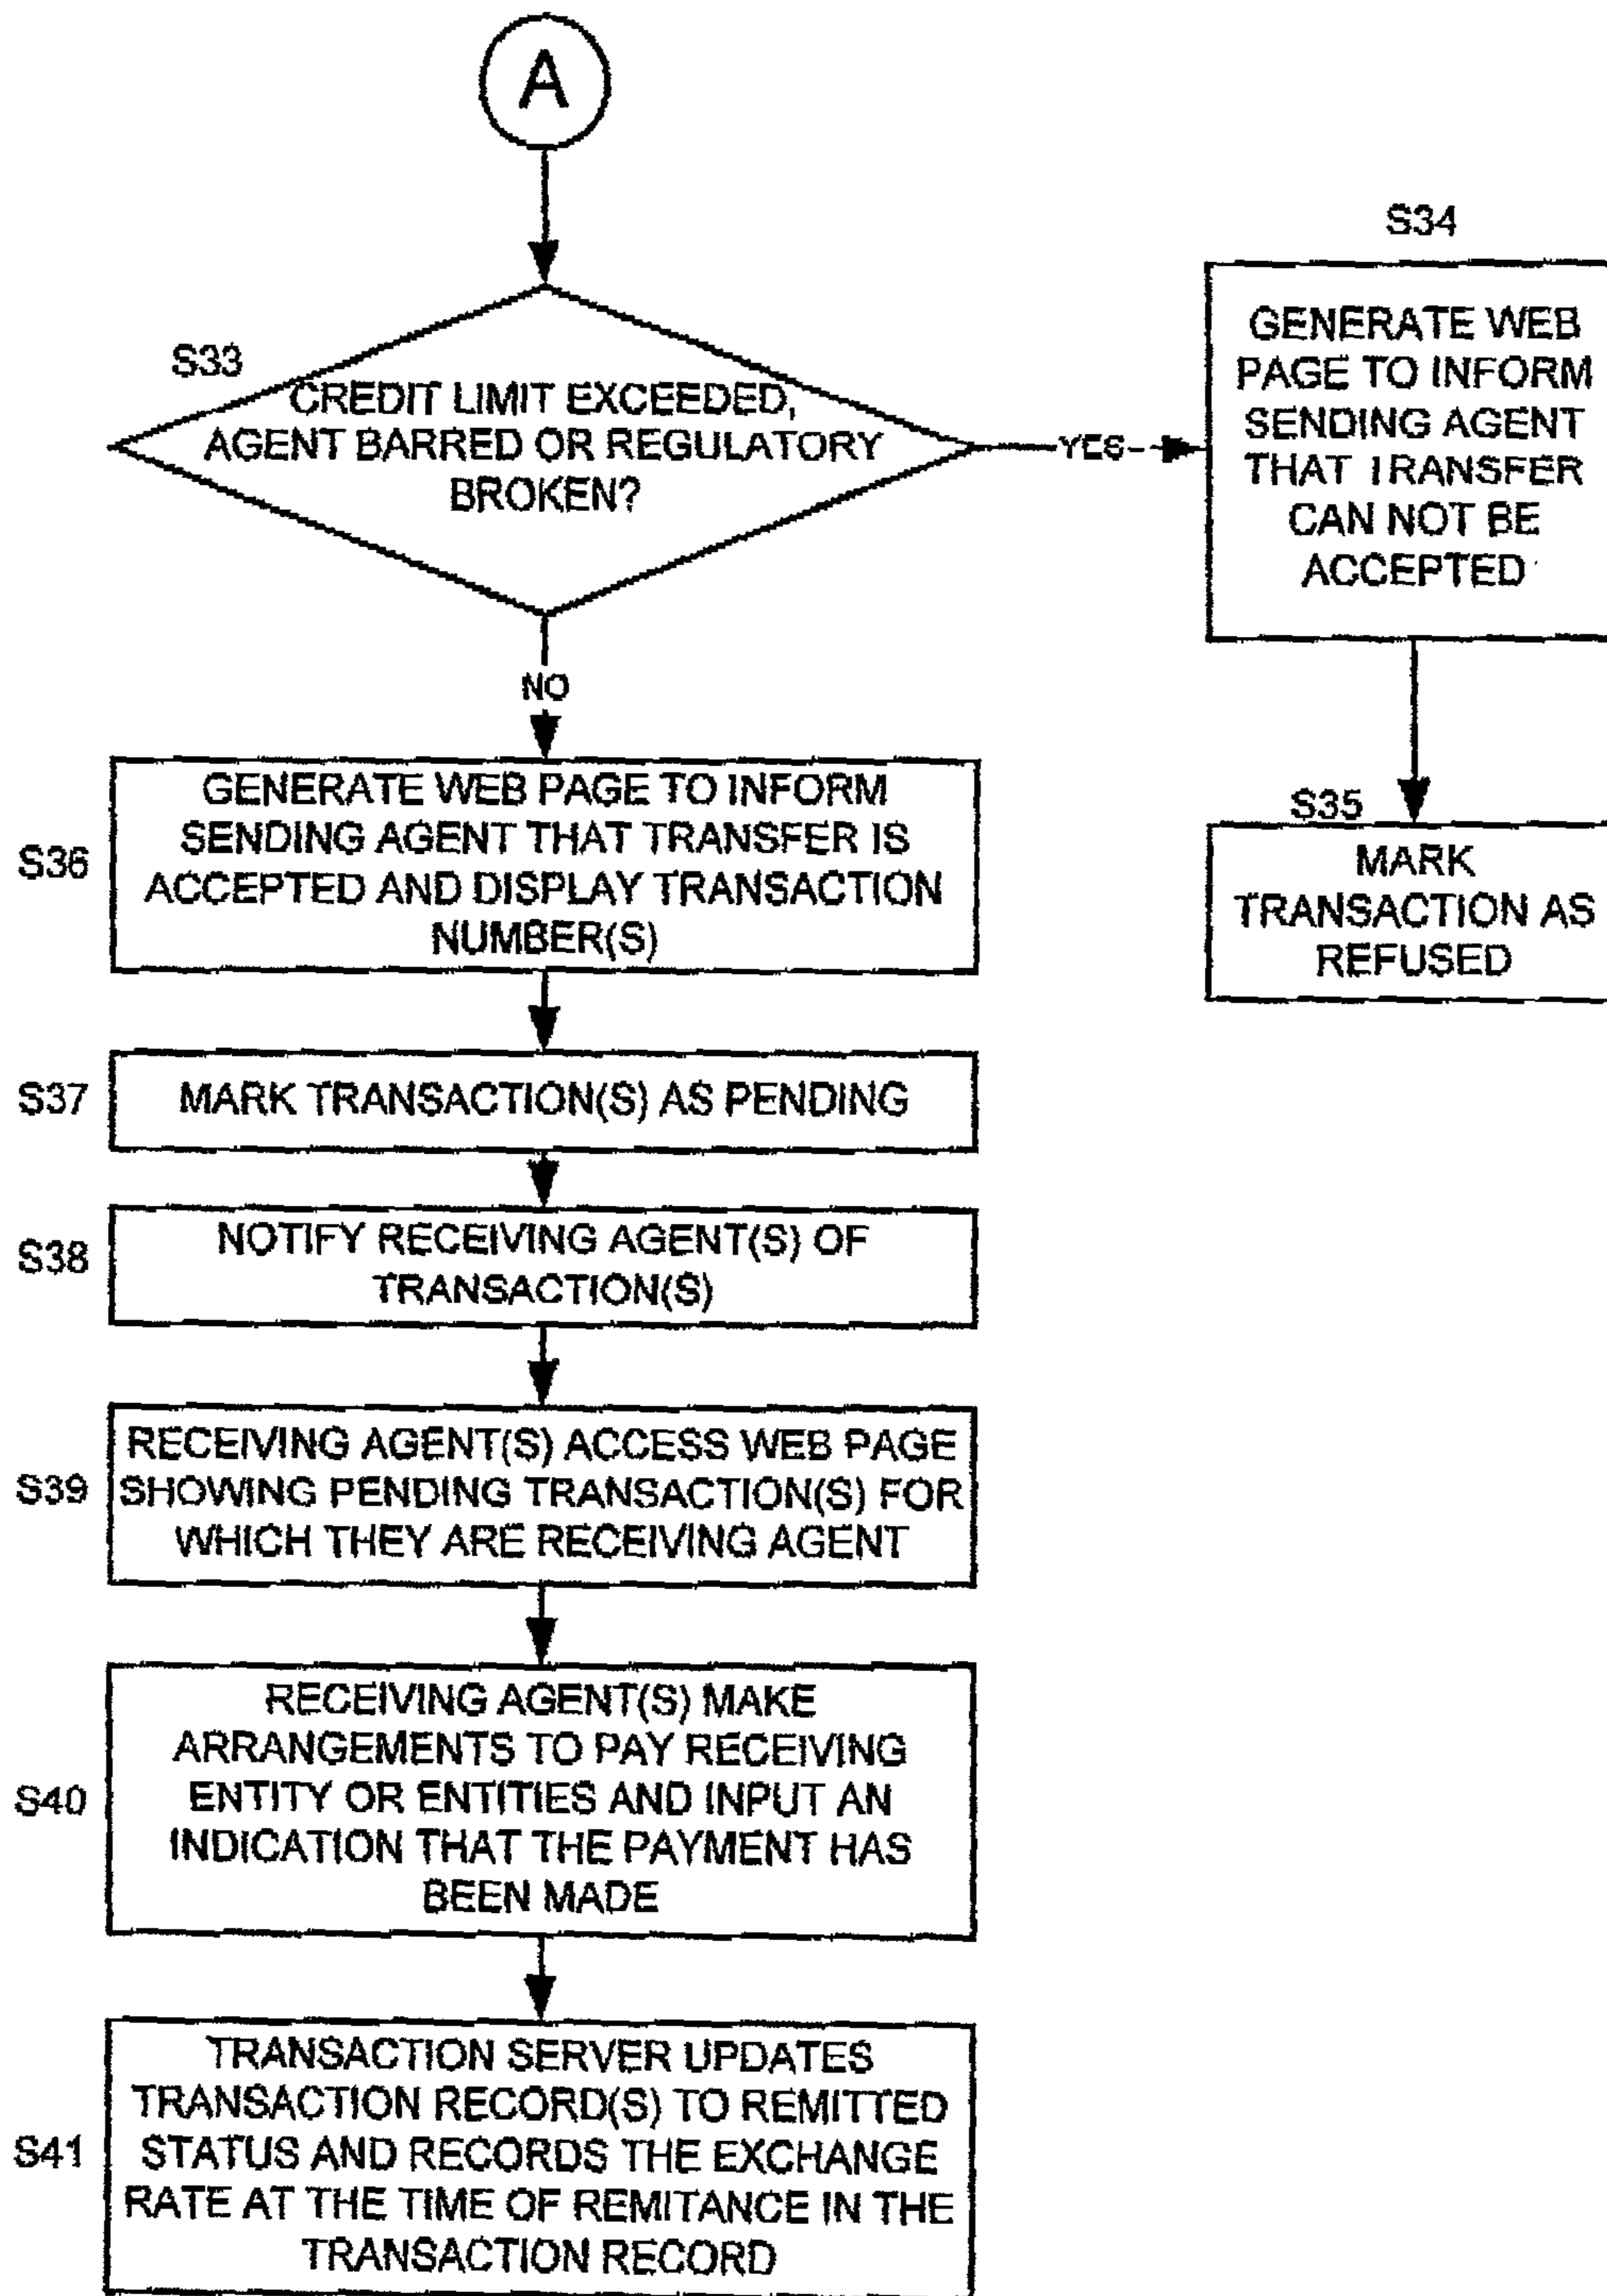 A
S33
CREDIT LIMIT EXCEEDED,
AGENT BARRED OR REGULATORY
BROKEN?
YES
S34
GENERATE WEB
PAGE TO INFORM
SENDING AGENT
THAT TRANSFER
CAN NOT BE
ACCEPTED
S35
MARK
TRANSACTION AS
REFUSED
NO
S36
GENERATE WEB PAGE TO INFORM
SENDING AGENT THAT TRANSFER IS
ACCEPTED AND DISPLAY TRANSACTION
NUMBER(S)
S37
MARK TRANSACTION(S) AS PENDING
S38
NOTIFY RECEIVING AGENT(S) OF
TRANSACTION(S)
S39
RECEIVING AGENT(S) ACCESS WEB PAGE
SHOWING PENDING TRANSACTION(S) FOR
WHICH THEY ARE RECEIVING AGENT
S40
RECEIVING AGENT(S) MAKE
ARRANGEMENTS TO PAY RECEIVING
ENTITY OR ENTITIES AND INPUT AN
INDICATION THAT THE PAYMENT HAS
BEEN MADE
S41
TRANSACTION SERVER UPDATES
TRANSACTION RECORD(S) TO REMITTED
STATUS AND RECORDS THE EXCHANGE
RATE AT THE TIME OF REMITANCE IN THE
TRANSACTION RECORD